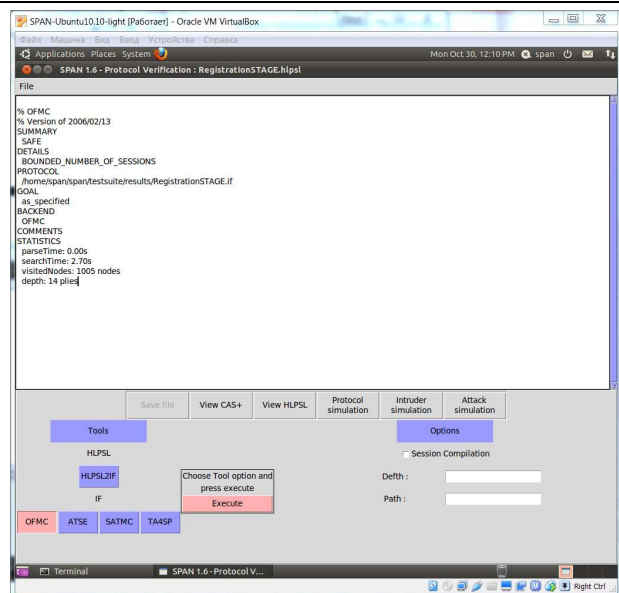 SPAN-Ubuntu10.10-light [Работает] - Oracle VM VirtualBox
Файл Машина Вид Ввод Устройства Справка
Applications Places System Mon Oct 30, 12:10 PM span
SPAN 1.6 - Protocol Verification : RegistrationSTAGE.hlpsl
File
% OFMC
% Version of 2006/02/13
SUMMARY
SAFE
DETAILS
BOUNDED_NUMBER_OF_SESSIONS
PROTOCOL
/home/span/span/testsuite/results/RegistrationSTAGE.if
GOAL
as_specified
BACKEND
OFMC
COMMENTS
STATISTICS
parseTime: 0.00s
searchTime: 2.70s
visitedNodes: 1005 nodes
depth: 14 plies
Save file View CAS+ View HLPSL Protocol simulation Intruder simulation Attack simulation
Tools Options
HLPSL Session Compilation
HLPSL2IF Choose Tool option and press execute Defth :
IF Execute Path :
OFMC ATSE SATMC TA4SP
Terminal SPAN 1.6 - Protocol V...
Right Ctrl